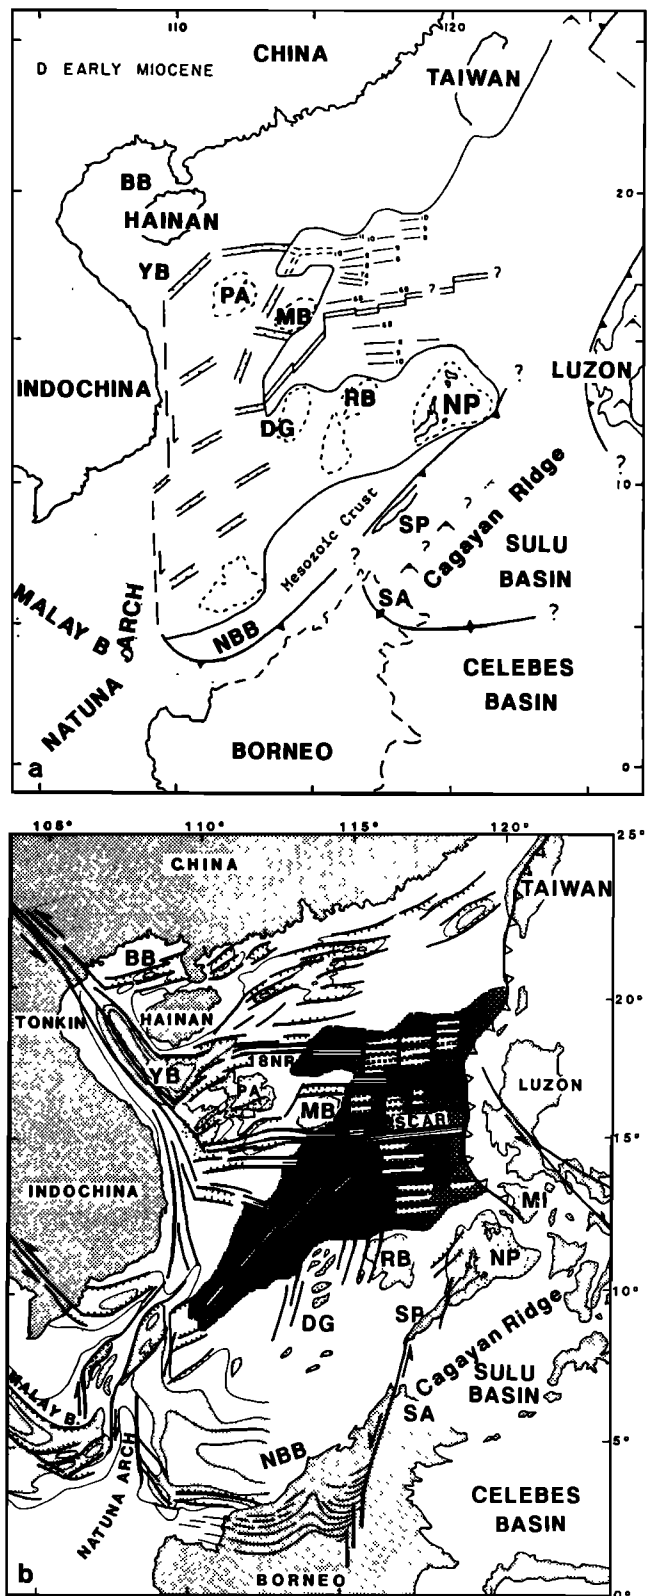 110 120
D EARLY MIOCENE
CHINA
TAIWAN
BB
20
HAINAN
YB
PA
?
MB
?
INDOCHINA
LUZON
RB
?
NP
DG
?
10
Mesozoic Crust
SP
?
Cagayan Ridge
SULU
BASIN
?
SA
?
MALAY B
ARCH
NBB
CELEBES
BASIN
NATUNA
BORNEO
a
0
105° 110° 115° 120°
25°
CHINA
TAIWAN
BB
20°
TONKIN
HAINAN
18NR
YB
PA
LUZON
MB
SCAR
15°
INDOCHINA
MI
RB
NP
10°
DG
SP
Cagayan Ridge
SULU
BASIN
MALAY B.
SA
5°
NBB
NATUNA ARCH
CELEBES
BASIN
b
BORNEO
0°